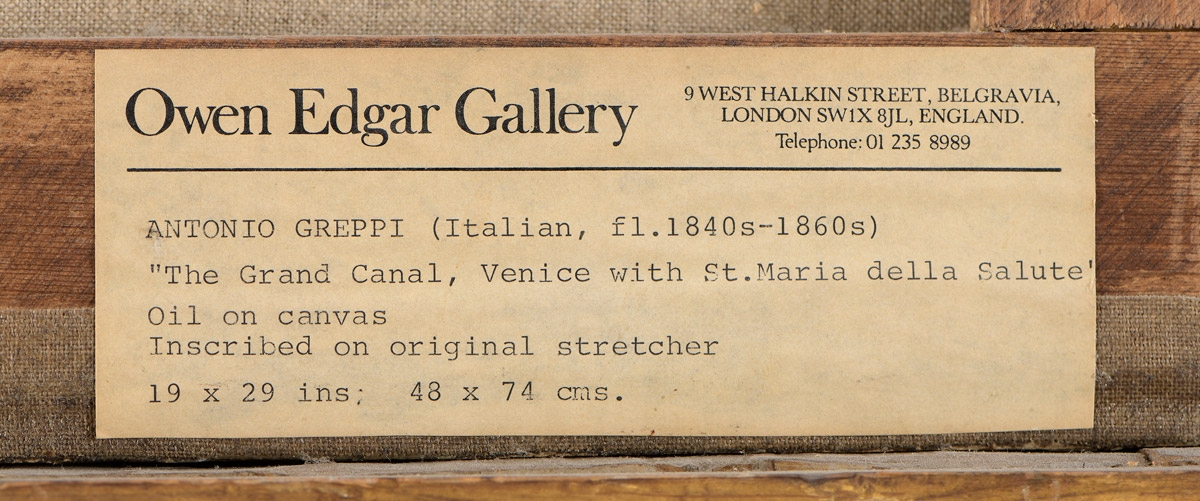 Owen Edgar Gallery
9 WEST HALKIN STREET, BELGRAVIA,
LONDON SW1X 8JL, ENGLAND.
Telephone: 01 235 8989
ANTONIO GREPPI (Italian, fl.1840s-1860s)
"The Grand Canal, Venice with St.Maria della Salute'
Oil on canvas
Inscribed on original stretcher
19 x 29 ins; 48 x 74 cms.